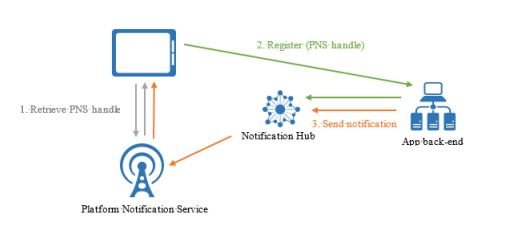 2. Register (PNS handle)
1. Retrieve PNS handle
3. Send notification
Notification Hub
App back-end
Platform Notification Service